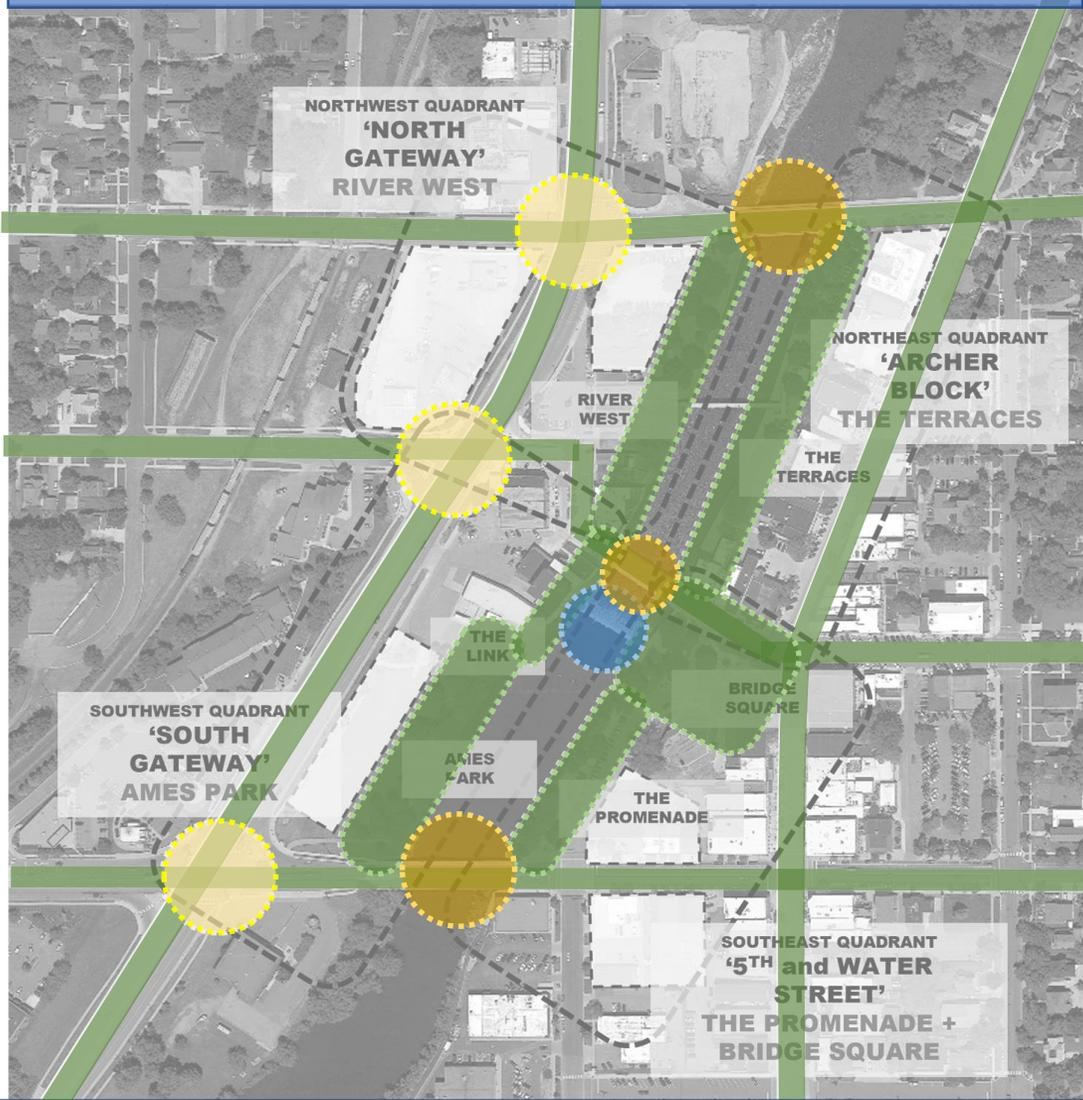 NORTHWEST QUADRANT
‘NORTH
GATEWAY’
RIVER WEST
NORTHEAST QUADRANT
‘ARCHER
BLOCK’
THE TERRACES
RIVER
WEST
THE
TERRACES
THE
LINK
BRIDGE
SQUARE
SOUTHWEST QUADRANT
‘SOUTH
GATEWAY’
AMES PARK
AMES
PARK
THE
PROMENADE
SOUTHEAST QUADRANT
‘5TH and WATER
STREET’
THE PROMENADE +
BRIDGE SQUARE